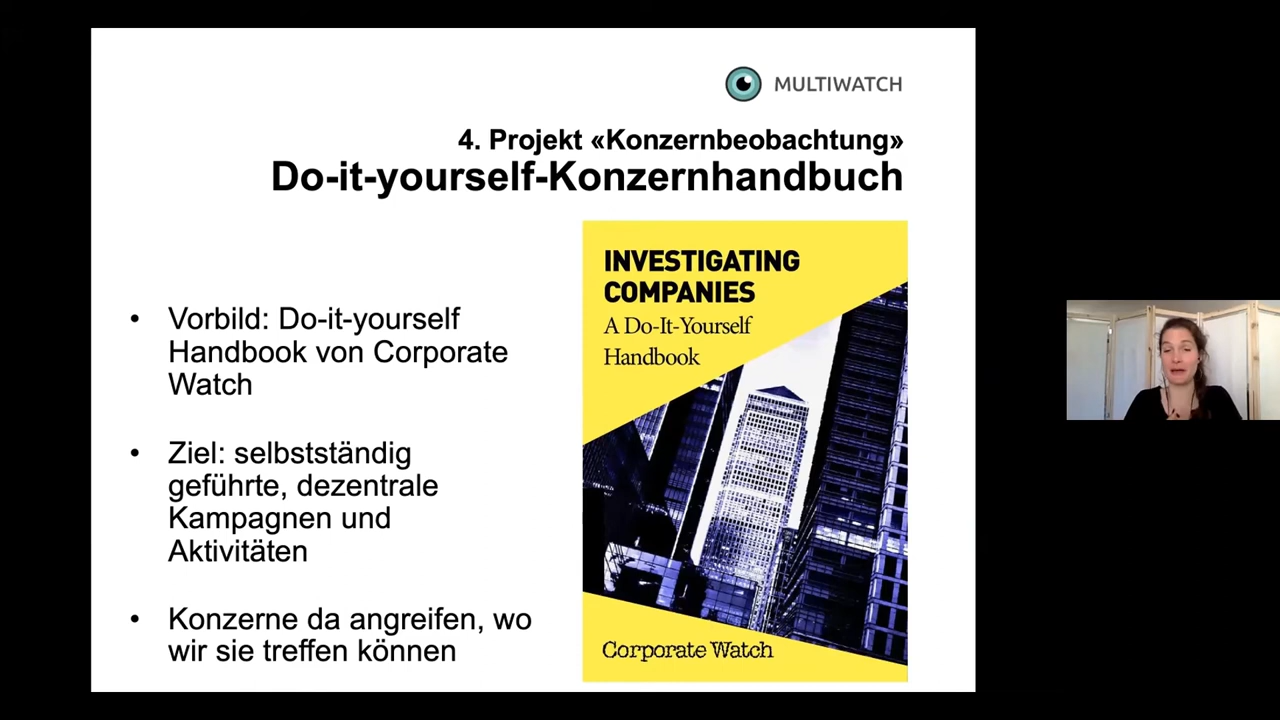 MULTIWATCH
4. Projekt «Konzernbeobachtung»
Do-it-yourself-Konzernhandbuch
• Vorbild: Do-it-yourself
Handbook von Corporate
Watch
• Ziel: selbstständig
geführte, dezentrale
Kampagnen und
Aktivitäten
• Konzerne da angreifen, wo
wir sie treffen können
INVESTIGATING
COMPANIES
A Do-It-Yourself
Handbook
Corporate Watch